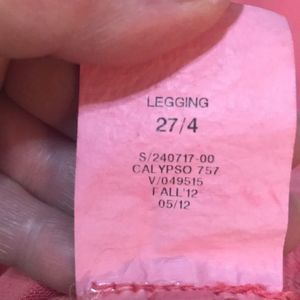 LEGGING
27/4
S/240717-00
CALYPSO 757
V/049515
FALL'12
05/12